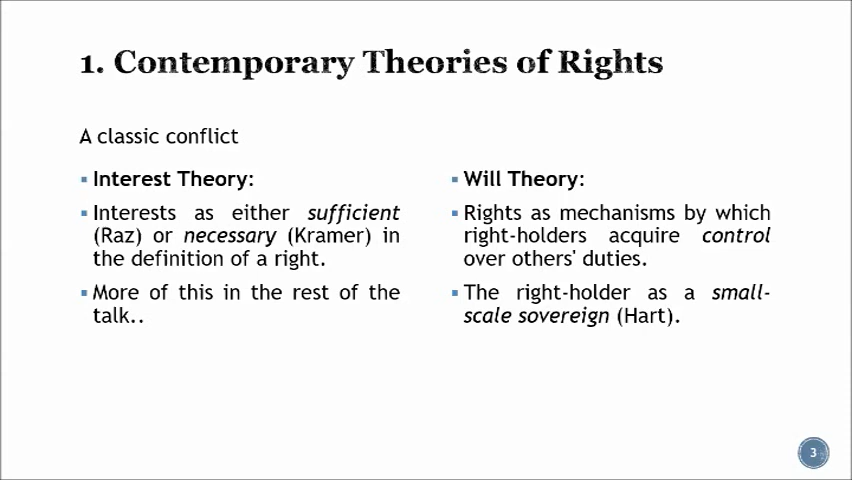 1. Contemporary Theories of Rights
A classic conflict
▪ Interest Theory:
▪ Interests as either sufficient
(Raz) or necessary (Kramer) in
the definition of a right.
▪ More of this in the rest of the
talk..
▪ Will Theory:
▪ Rights as mechanisms by which
right-holders acquire control
over others' duties.
▪ The right-holder as a small-
scale sovereign (Hart).
3